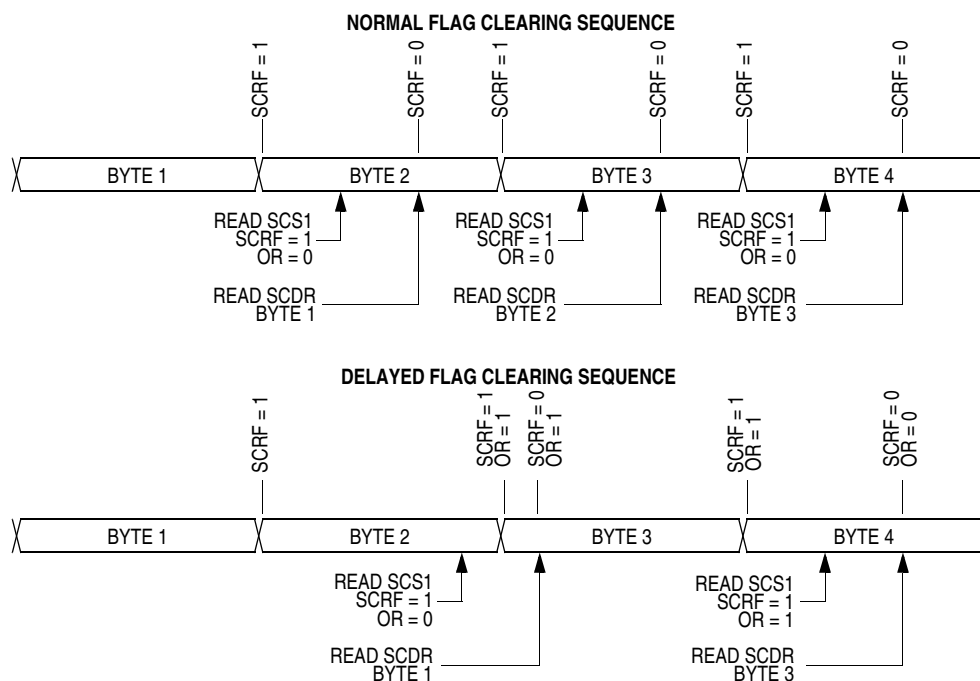 NORMAL FLAG CLEARING SEQUENCE
SCRF = 1
SCRF = 0
SCRF = 1
SCRF = 0
SCRF = 1
SCRF = 0
BYTE 1
BYTE 2
BYTE 3
BYTE 4
READ SCS1
SCRF = 1
OR = 0
READ SCS1
SCRF = 1
OR = 0
READ SCS1
SCRF = 1
OR = 0
READ SCDR
BYTE 1
READ SCDR
BYTE 2
READ SCDR
BYTE 3
DELAYED FLAG CLEARING SEQUENCE
SCRF = 1
SCRF = 1
OR = 1
SCRF = 0
OR = 1
SCRF = 1
OR = 1
SCRF = 0
OR = 0
BYTE 1
BYTE 2
BYTE 3
BYTE 4
READ SCS1
SCRF = 1
OR = 0
READ SCS1
SCRF = 1
OR = 1
READ SCDR
BYTE 1
READ SCDR
BYTE 3